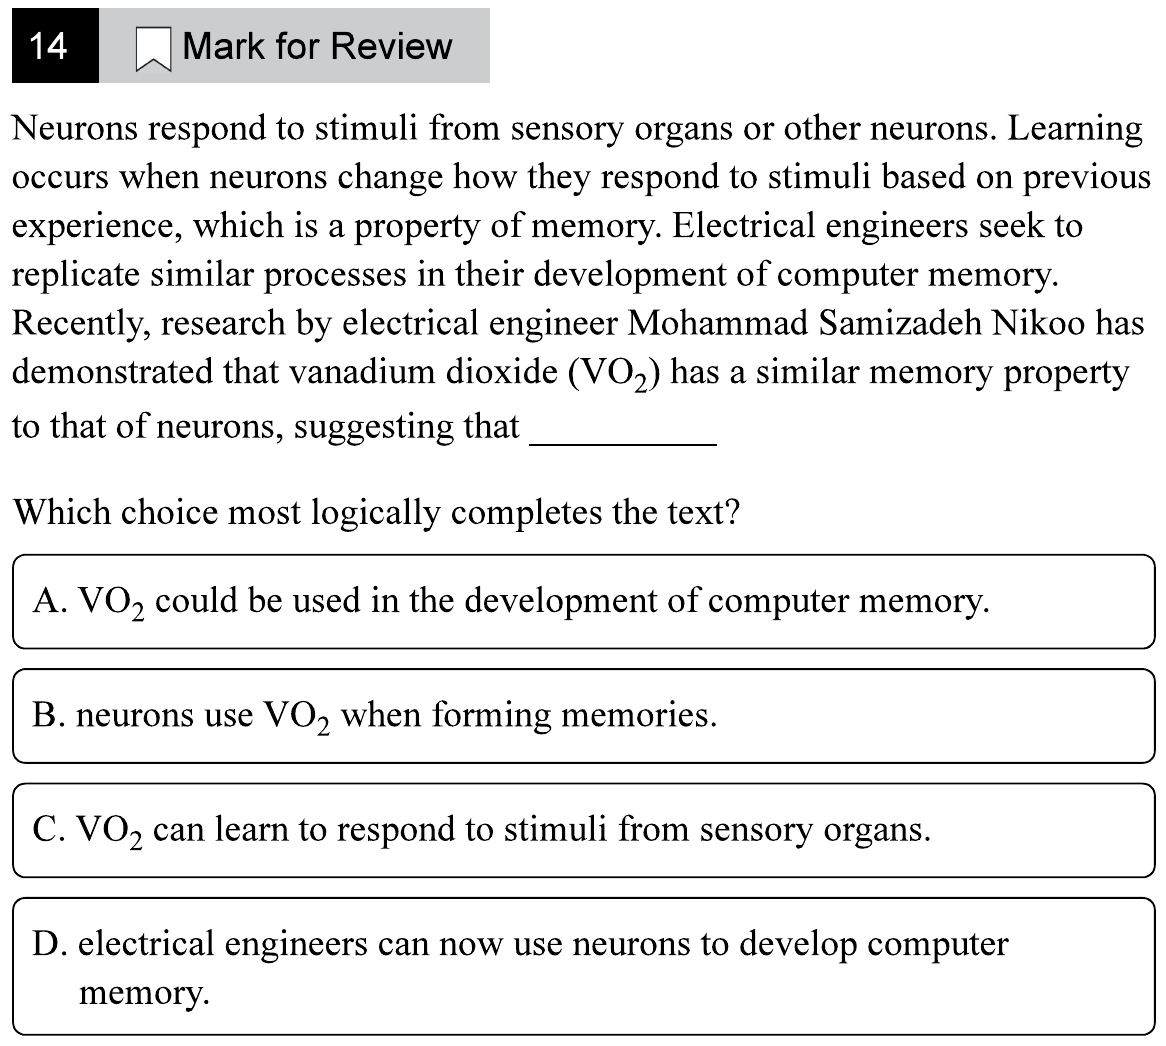 14 Mark for Review
Neurons respond to stimuli from sensory organs or other neurons. Learning
occurs when neurons change how they respond to stimuli based on previous
experience, which is a property of memory. Electrical engineers seek to
replicate similar processes in their development of computer memory.
Recently, research by electrical engineer Mohammad Samizadeh Nikoo has
demonstrated that vanadium dioxide (VO₂) has a similar memory property
to that of neurons, suggesting that __________
Which choice most logically completes the text?
A. VO₂ could be used in the development of computer memory.
B. neurons use VO₂ when forming memories.
C. VO₂ can learn to respond to stimuli from sensory organs.
D. electrical engineers can now use neurons to develop computer
memory.